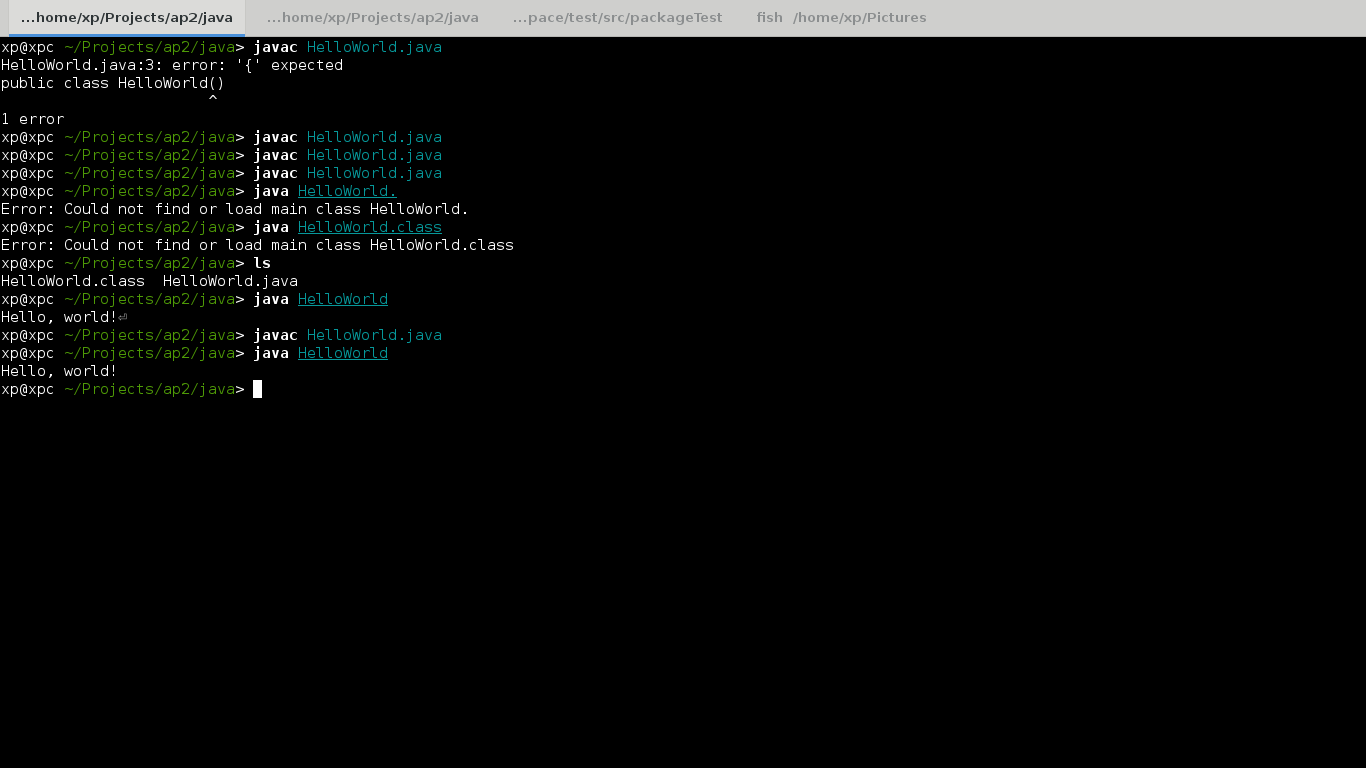 ...home/xp/Projects/ap2/java ...home/xp/Projects/ap2/java ...pace/test/src/packageTest fish /home/xp/Pictures
xp@xpc ~/Projects/ap2/java> javac HelloWorld.java
HelloWorld.java:3: error: '{' expected
public class HelloWorld()
                       ^
1 error
xp@xpc ~/Projects/ap2/java> javac HelloWorld.java
xp@xpc ~/Projects/ap2/java> javac HelloWorld.java
xp@xpc ~/Projects/ap2/java> javac HelloWorld.java
xp@xpc ~/Projects/ap2/java> java HelloWorld.
Error: Could not find or load main class HelloWorld.
xp@xpc ~/Projects/ap2/java> java HelloWorld.class
Error: Could not find or load main class HelloWorld.class
xp@xpc ~/Projects/ap2/java> ls
HelloWorld.class  HelloWorld.java
xp@xpc ~/Projects/ap2/java> java HelloWorld
Hello, world!⏎
xp@xpc ~/Projects/ap2/java> javac HelloWorld.java
xp@xpc ~/Projects/ap2/java> java HelloWorld
Hello, world!
xp@xpc ~/Projects/ap2/java>